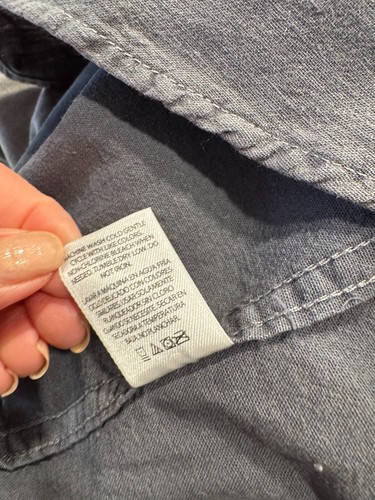 MACHINE WASH COLD GENTLE
CYCLE WITH LIKE COLORS.
NON-CHLORINE BLEACH WHEN
NEEDED. TUMBLE DRY LOW. DO
NOT IRON.
LAVAR A MÁQUINA EN AGUA FRÍA,
CICLO DELICADO CON COLORES
SIMILARES. USAR SOLAMENTE
BLANQUEADOR SIN CLORO
CUANDO SE NECESITE. SECAR EN
SECADORA A TEMPERATURA
BAJA. NO PLANCHAR.